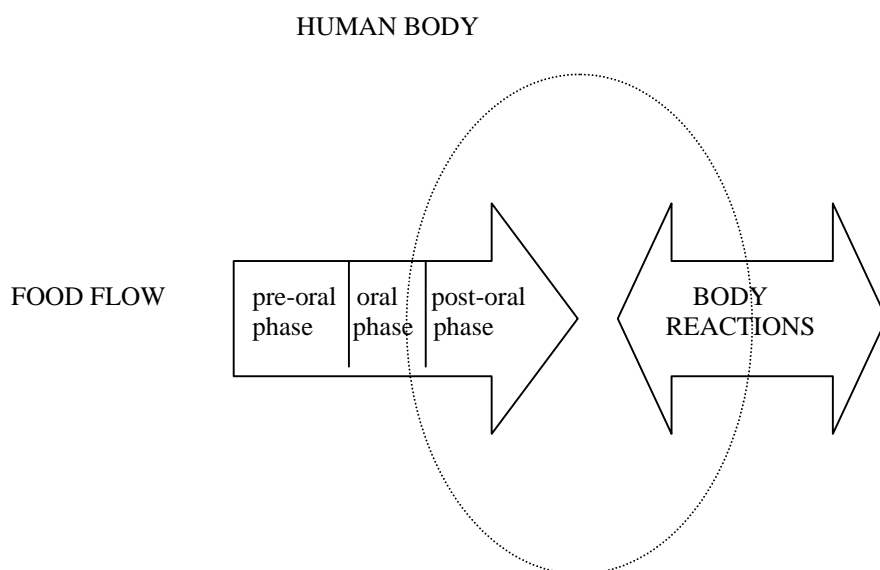 HUMAN BODY
FOOD FLOW
pre-oral
phase
oral
phase
post-oral
phase
BODY
REACTIONS